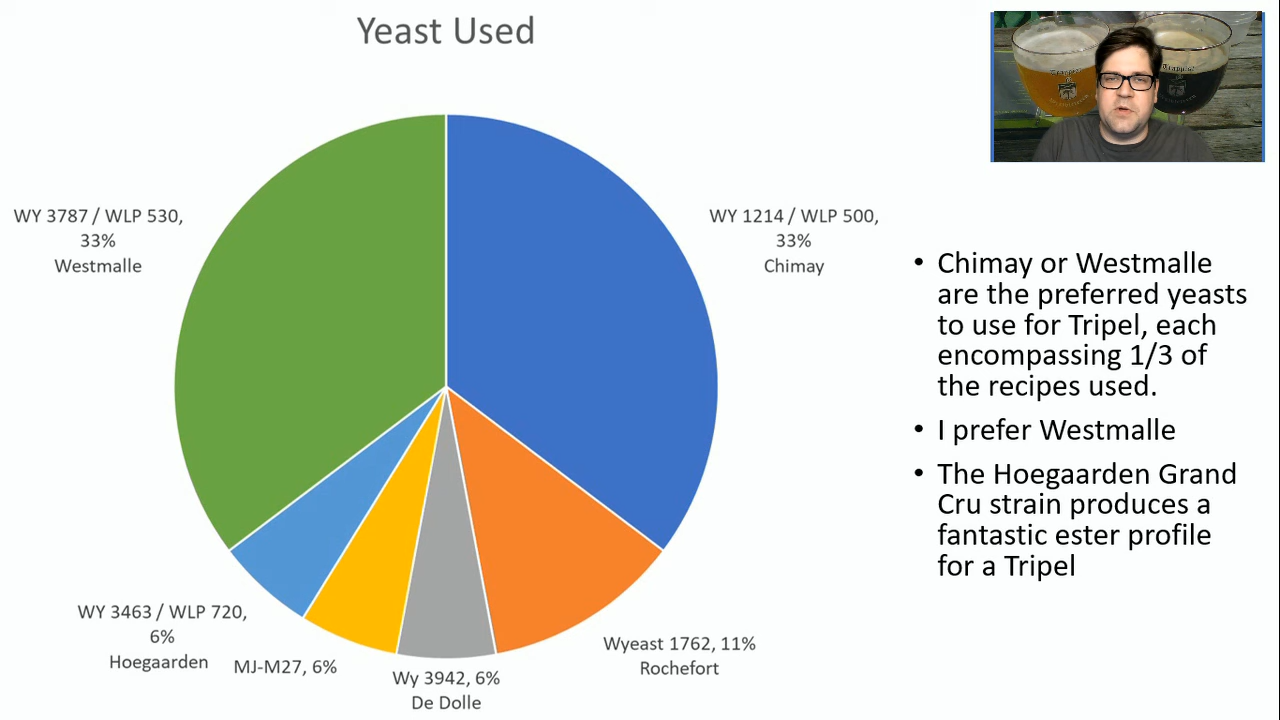 Yeast Used
WY 3787 / WLP 530,
33%
Westmalle
WY 1214 / WLP 500,
33%
Chimay
WY 3463 / WLP 720,
6%
Hoegaarden
MJ-M27, 6%
Wy 3942, 6%
De Dolle
Wyeast 1762, 11%
Rochefort
• Chimay or Westmalle
are the preferred yeasts
to use for Tripel, each
encompassing 1/3 of
the recipes used.
• I prefer Westmalle
• The Hoegaarden Grand
Cru strain produces a
fantastic ester profile
for a Tripel